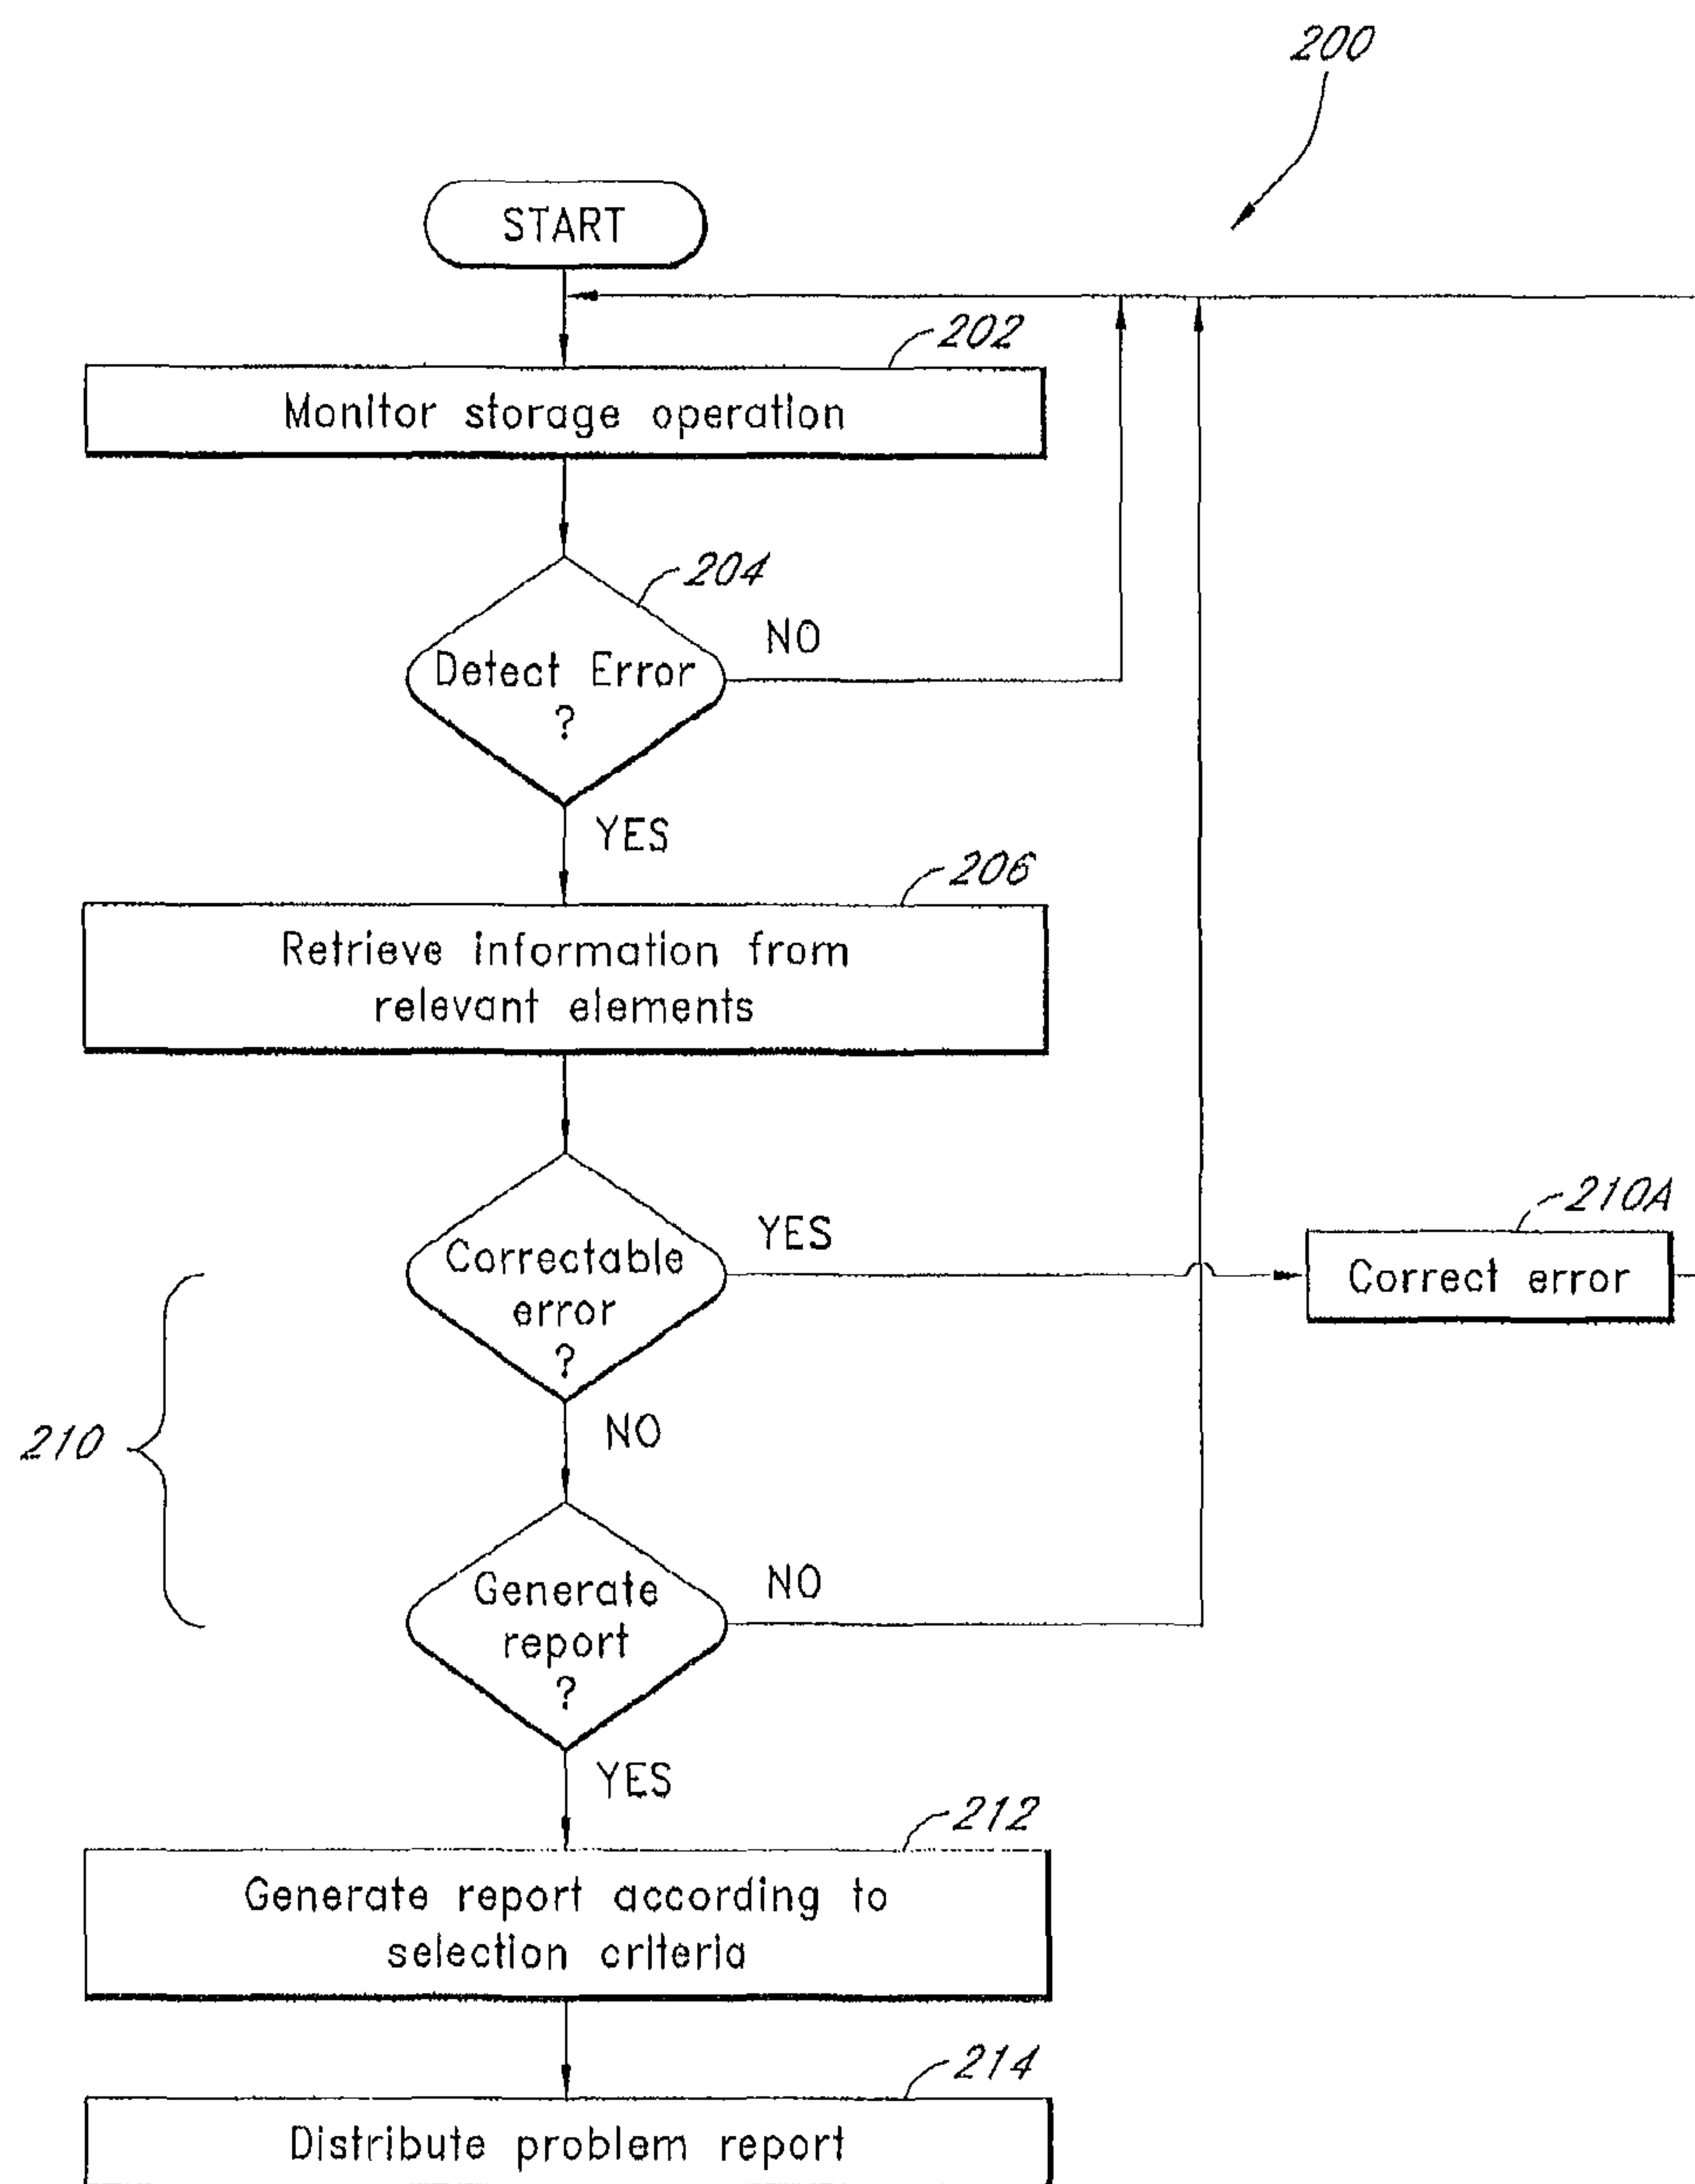 200
START
202
Monitor storage operation
204
NO
Detect Error
?
YES
206
Retrieve information from
relevant elements
210A
YES
Correctable
error
?
Correct error
210
NO
Generate
report
?
NO
YES
212
Generate report according to
selection criteria
214
Distribute problem report